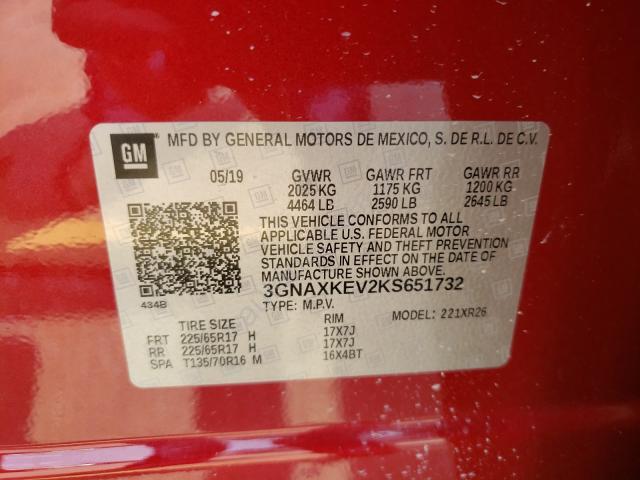 GM MFD BY GENERAL MOTORS DE MEXICO, S. DE R.L. DE C.V.
05/19 GVWR GAWR FRT GAWR RR
2025 KG 1175 KG 1200 KG
4464 LB 2590 LB 2645 LB
THIS VEHICLE CONFORMS TO ALL
APPLICABLE U.S. FEDERAL MOTOR
VEHICLE SAFETY AND THEFT PREVENTION
STANDARDS IN EFFECT ON THE DATE OF
MANUFACTURE SHOWN ABOVE.
434B 3GNAXKEV2KS651732
TYPE: M.P.V. MODEL: 221XR26
TIRE SIZE RIM
FRT 225/65R17 H 17X7J
RR 225/65R17 H 17X7J
SPA T135/70R16 M 16X4BT